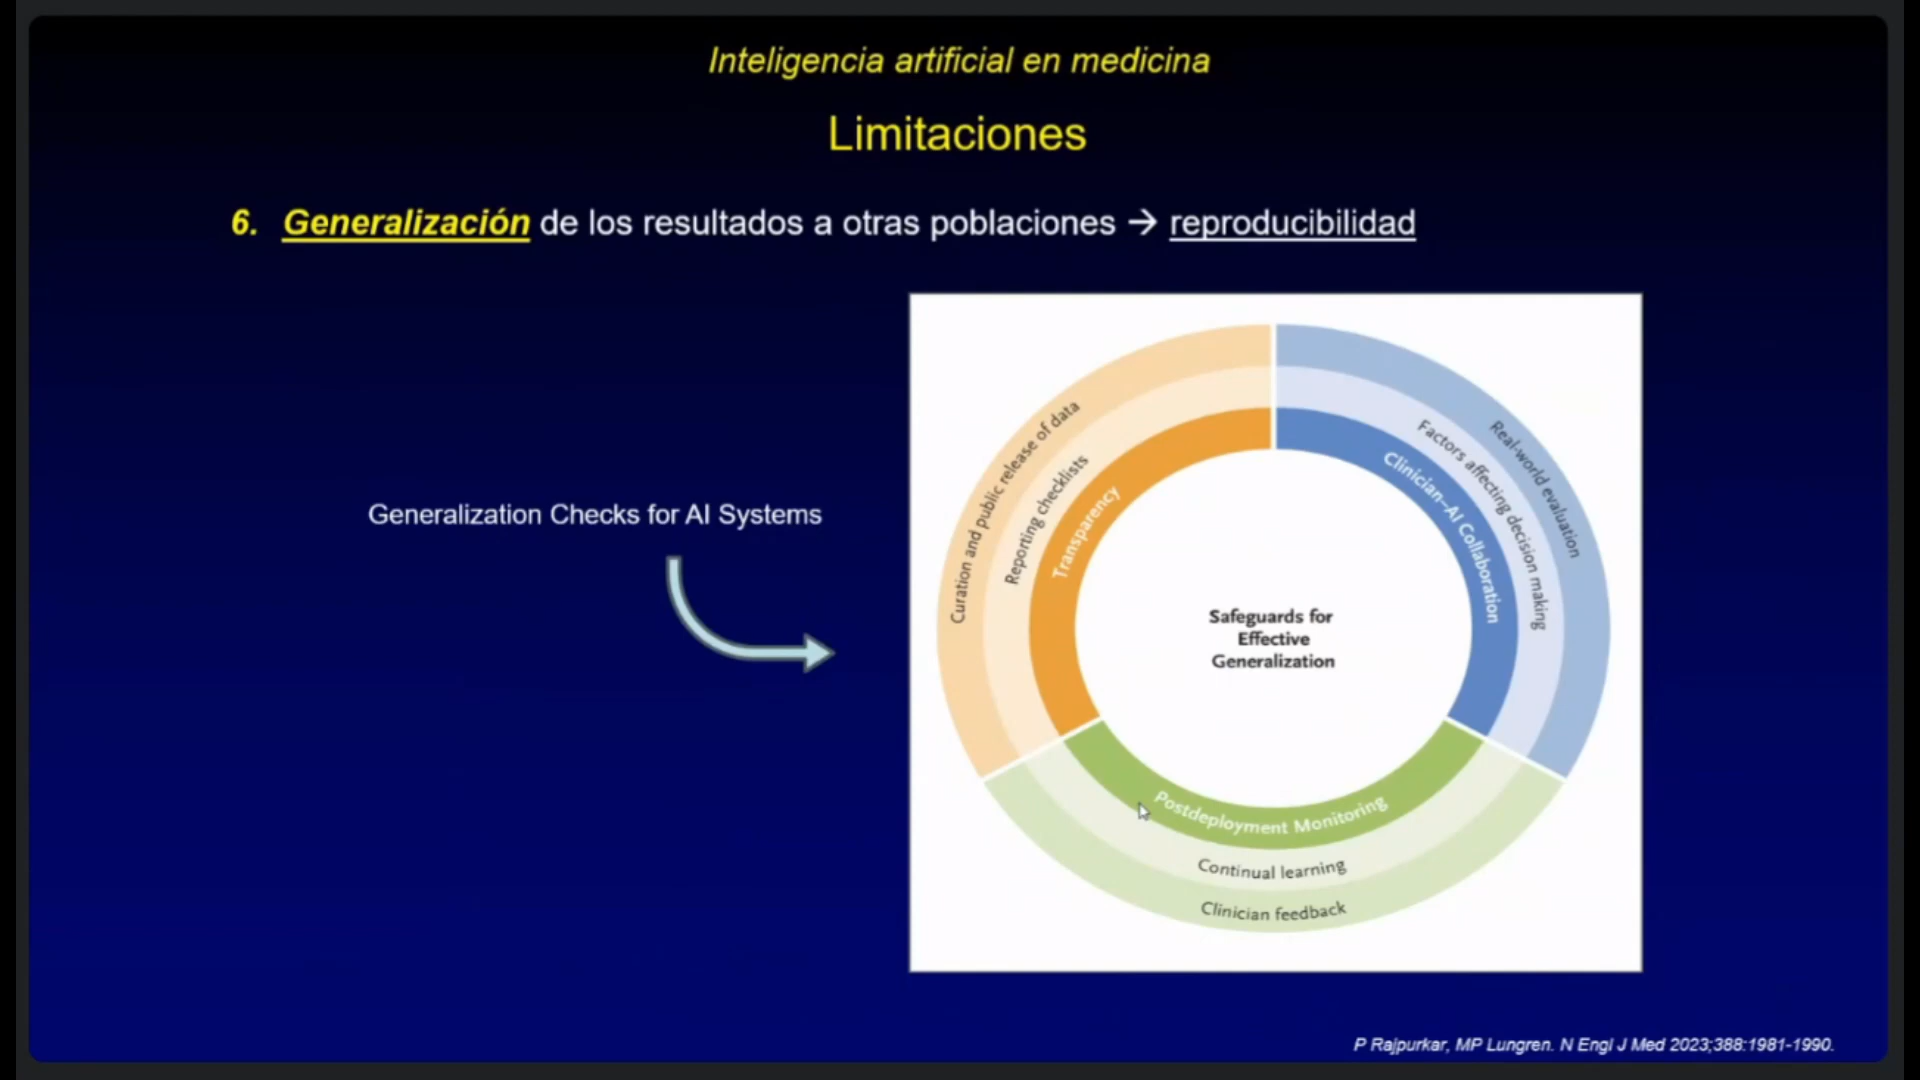 Inteligencia artificial en medicina
Limitaciones
6. Generalización de los resultados a otras poblaciones → reproducibilidad
Generalization Checks for AI Systems
Curation and public release of data
Reporting checklists
Transparency
Real-world evaluation
Factors affecting decision making
Clinician–AI Collaboration
Safeguards for
Effective
Generalization
Postdeployment Monitoring
Continual learning
Clinician feedback
P Rajpurkar, MP Lungren. N Engl J Med 2023;388:1981-1990.